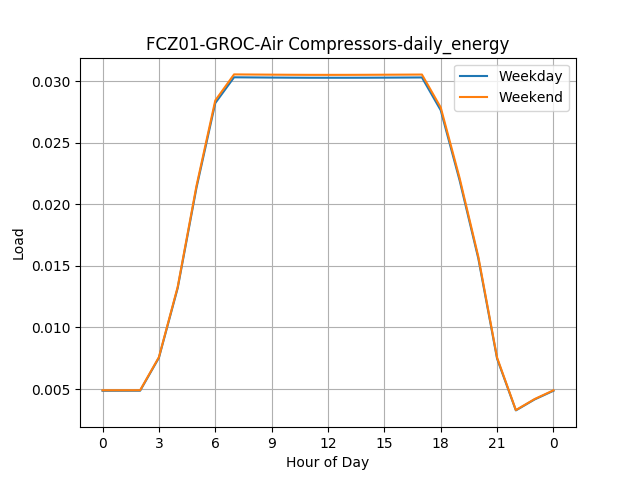 FCZ01-GROC-Air Compressors-daily_energy
Weekday
Weekend
0.030
0.025
0.020
0.015
0.010
0.005
Load
0 3 6 9 12 15 18 21 0
Hour of Day